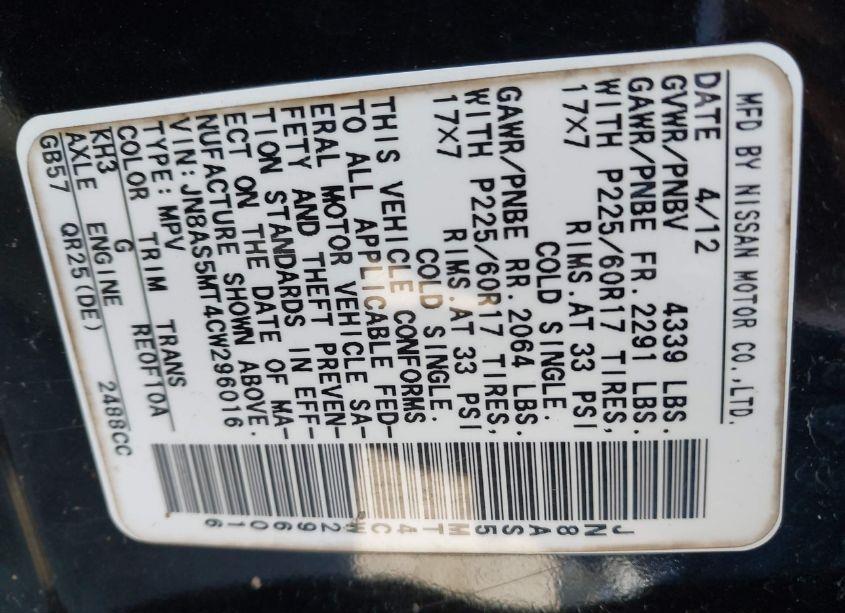 MFD BY NISSAN MOTOR CO.,LTD.
DATE 4/12
GVWR/PNBV 4339 LBS.
GAWR/PNBE FR. 2291 LBS.
WITH P225/60R17 TIRES,
17X7 RIMS.AT 33 PSI
COLD SINGLE.
GAWR/PNBE RR. 2064 LBS.
WITH P225/60R17 TIRES,
17X7 RIMS.AT 33 PSI
COLD SINGLE.
THIS VEHICLE CONFORMS
TO ALL APPLICABLE FED-
ERAL MOTOR VEHICLE SA-
FETY AND THEFT PREVEN-
TION STANDARDS IN EFF-
ECT ON THE DATE OF MA-
NUFACTURE SHOWN ABOVE.
VIN:JN8AS5MT4CW296016
TYPE:MPV
COLOR TRIM TRANS
KH3 G RE0F10A
AXLE ENGINE
GB57 QR25(DE) 2488CC
JN8AS5MT4CW296016